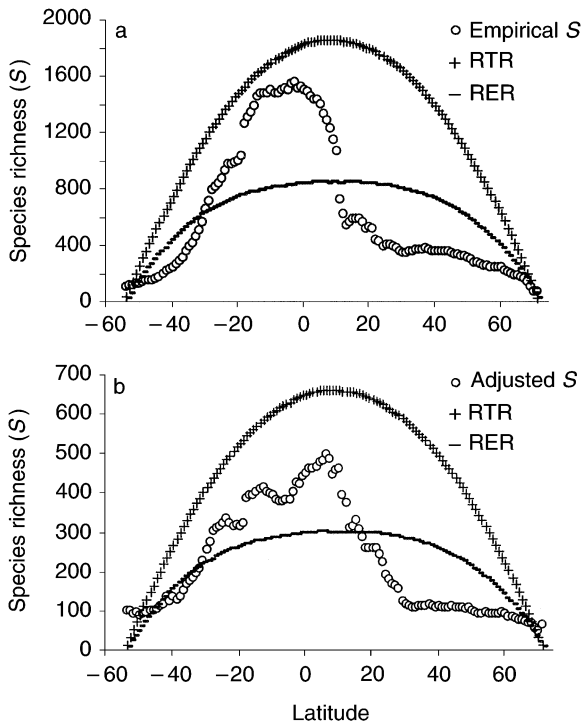 a
2000
1600
1200
800
400
0
Species richness (S)
Empirical S
RTR
RER
−60 −40 −20 0 20 40 60
b
700
600
500
400
300
200
100
0
Species richness (S)
Adjusted S
RTR
RER
−60 −40 −20 0 20 40 60
Latitude